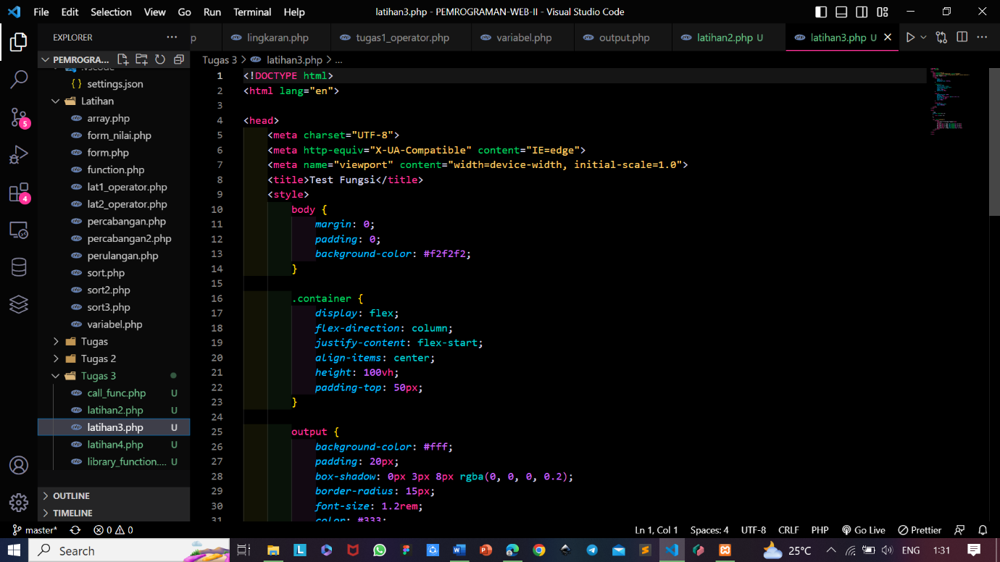 File Edit Selection View Go Run Terminal Help latihan3.php - PEMROGRAMAN-WEB-II - Visual Studio Code
EXPLORER
p lingkaran.php tugas1_operator.php variabel.php output.php latihan2.php U latihan3.php U
PEMROGRA...
Tugas 3 > latihan3.php > ...
.vscode
settings.json
Latihan
array.php
form_nilai.php
form.php
function.php
lat1_operator.php
lat2_operator.php
percabangan.php
percabangan2.php
perulangan.php
sort.php
sort2.php
sort3.php
variabel.php
Tugas
Tugas 2
Tugas 3
call_func.php U
latihan2.php U
latihan3.php U
latihan4.php U
library_function.... U
OUTLINE
TIMELINE
5
4
1 <!DOCTYPE html>
2 <html lang="en">
3
4 <head>
5 <meta charset="UTF-8">
6 <meta http-equiv="X-UA-Compatible" content="IE=edge">
7 <meta name="viewport" content="width=device-width, initial-scale=1.0">
8 <title>Test Fungsi</title>
9 <style>
10 body {
11 margin: 0;
12 padding: 0;
13 background-color: #f2f2f2;
14 }
15
16 .container {
17 display: flex;
18 flex-direction: column;
19 justify-content: flex-start;
20 align-items: center;
21 height: 100vh;
22 padding-top: 50px;
23 }
24
25 output {
26 background-color: #fff;
27 padding: 20px;
28 box-shadow: 0px 3px 8px rgba(0, 0, 0, 0.2);
29 border-radius: 15px;
30 font-size: 1.2rem;
31 color: #333;
master* 0 0 Ln 1, Col 1 Spaces: 4 UTF-8 CRLF PHP Go Live Prettier
Search 25°C ENG 1:31